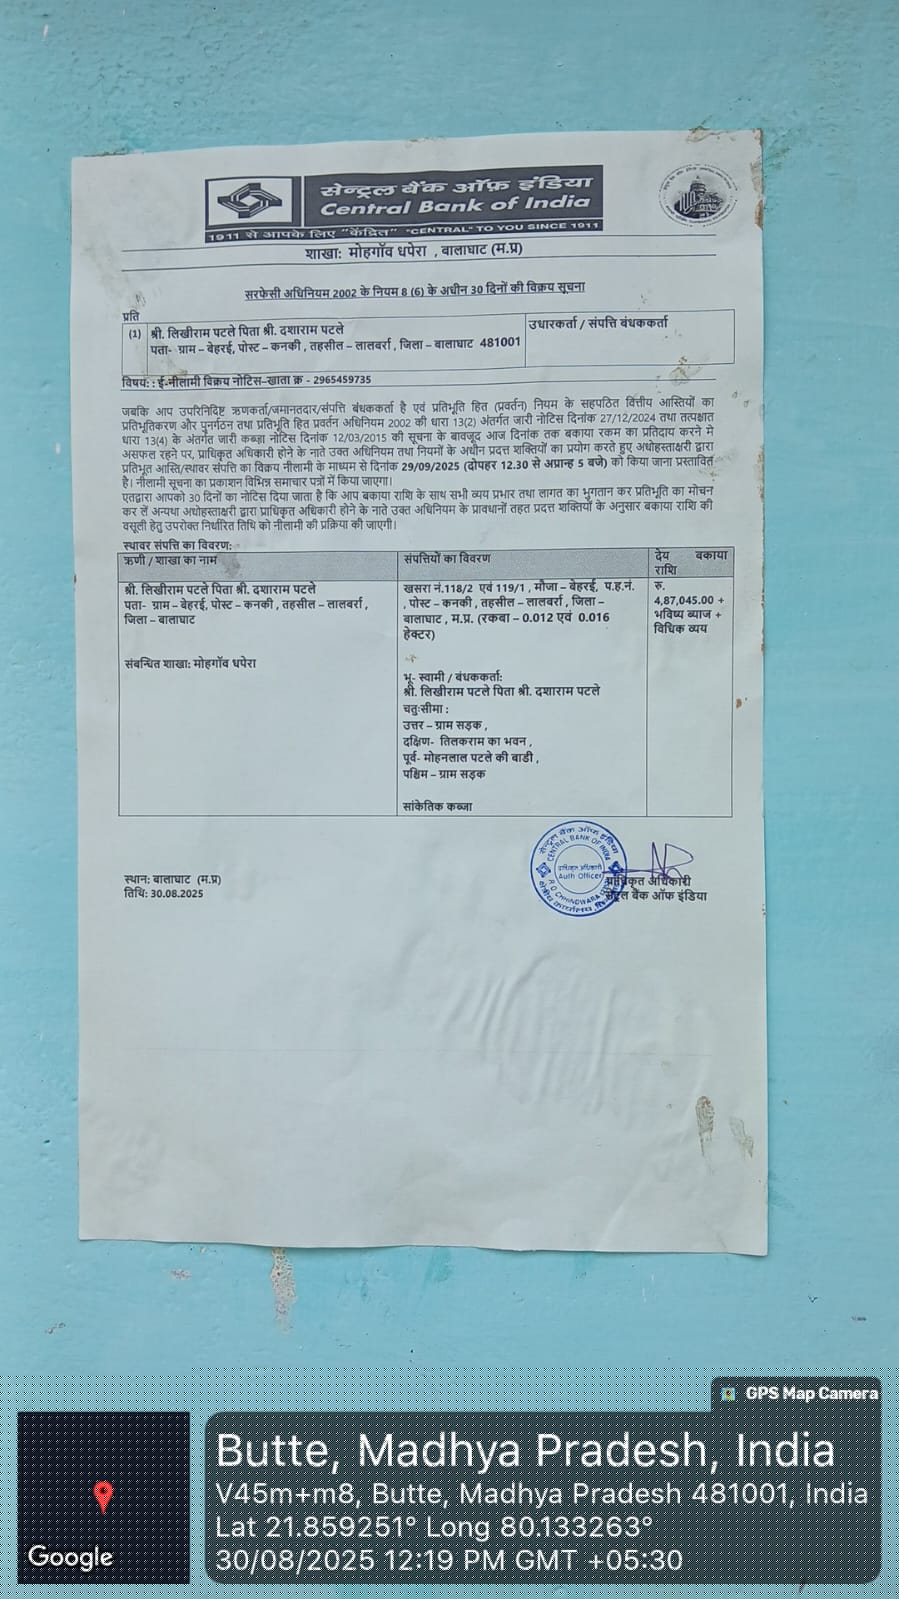 सेन्ट्रल बैंक ऑफ़ इंडिया
Central Bank of India
1911 से आपके लिए "केंद्रित" "CENTRAL" TO YOU SINCE 1911
शाखा: मोहगॉव धपेरा , बालाघाट (म.प्र)
सरफेसी अधिनियम 2002 के नियम 8 (6) के अधीन 30 दिनों की विक्रय सूचना
प्रति
(1) श्री. लिखीराम पटले पिता श्री. दशाराम पटले
पता- ग्राम – बेहरई, पोस्ट – कनकी , तहसील – लालबर्रा , जिला – बालाघाट 481001
उधारकर्ता / संपत्ति बंधककर्ता
विषय: : ई-नीलामी विक्रय नोटिस–खाता क्र - 2965459735
जबकि आप उपरिनिदिष्ट ऋणकर्ता/जमानतदार/संपत्ति बंधककर्ता है एवं प्रतिभूति हित (प्रवर्तन) नियम के सहपठित वित्तीय आस्तियों का
प्रतिभूतिकरण और पुनर्गठन तथा प्रतिभूति हित प्रवर्तन अधिनियम 2002 की धारा 13(2) अंतर्गत जारी नोटिस दिनांक 27/12/2024 तथा तत्पश्चात
धारा 13(4) के अंतर्गत जारी कब्ज़ा नोटिस दिनांक 12/03/2015 की सूचना के बावजूद आज दिनांक तक बकाया रकम का प्रतिदाय करने मे
असफल रहने पर, प्राधिकृत अधिकारी होने के नाते उक्त अधिनियम तथा नियमों के अधीन प्रदत्त शक्तियों का प्रयोग करते हुए अधोहस्ताक्षरी द्वारा
प्रतिभूत आस्ति/स्थावर संपत्ति का विक्रय नीलामी के माध्यम से दिनांक 29/09/2025 (दोपहर 12.30 से अप्रान्ह 5 बजे) को किया जाना प्रस्तावित
है। नीलामी सूचना का प्रकाशन विभिन्न समाचार पत्रों में किया जाएगा।
एतद्वारा आपको 30 दिनों का नोटिस दिया जाता है कि आप बकाया राशि के साथ सभी व्यय प्रभार तथा लागत का भुगतान कर प्रतिभूति का मोचन
कर लें अन्यथा अधोहस्ताक्षरी द्वारा प्राधिकृत अधिकारी होने के नाते उक्त अधिनियम के प्रावधानों तहत प्रदत्त शक्तियों के अनुसार बकाया राशि की
वसूली हेतु उपरोक्त निर्धारित तिथि को नीलामी की प्रक्रिया की जाएगी।
स्थावर संपत्ति का विवरण:
ऋणी / शाखा का नाम
संपत्तियों का विवरण
देय बकाया
राशि
श्री. लिखीराम पटले पिता श्री. दशाराम पटले
पता- ग्राम – बेहरई, पोस्ट – कनकी , तहसील – लालबर्रा ,
जिला – बालाघाट
संबन्धित शाखा: मोहगॉव धपेरा
खसरा नं.118/2 एवं 119/1 , मौजा – बेहरई, प.ह.नं.
, पोस्ट – कनकी , तहसील – लालबर्रा , जिला –
बालाघाट , म.प्र. (रकबा – 0.012 एवं 0.016
हेक्टर)
भू- स्वामी / बंधककर्ता:
श्री. लिखीराम पटले पिता श्री. दशाराम पटले
चतुःसीमा :
उत्तर – ग्राम सड़क ,
दक्षिण- तिलकराम का भवन ,
पूर्व- मोहनलाल पटले की बाडी ,
पश्चिम – ग्राम सड़क
सांकेतिक कब्जा
रु.
4,87,045.00 +
भविष्य ब्याज +
विधिक व्यय
सेन्ट्रल बैंक ऑफ इंडिया
CENTRAL BANK OF INDIA
प्राधिकृत अधिकारी
Auth Officer
R O CHHINDWARA
स्थान: बालाघाट (म.प्र)
तिथि: 30.08.2025
प्राधिकृत अधिकारी
सेंट्रल बैंक ऑफ इंडिया
GPS Map Camera
Google
Butte, Madhya Pradesh, India
V45m+m8, Butte, Madhya Pradesh 481001, India
Lat 21.859251° Long 80.133263°
30/08/2025 12:19 PM GMT +05:30